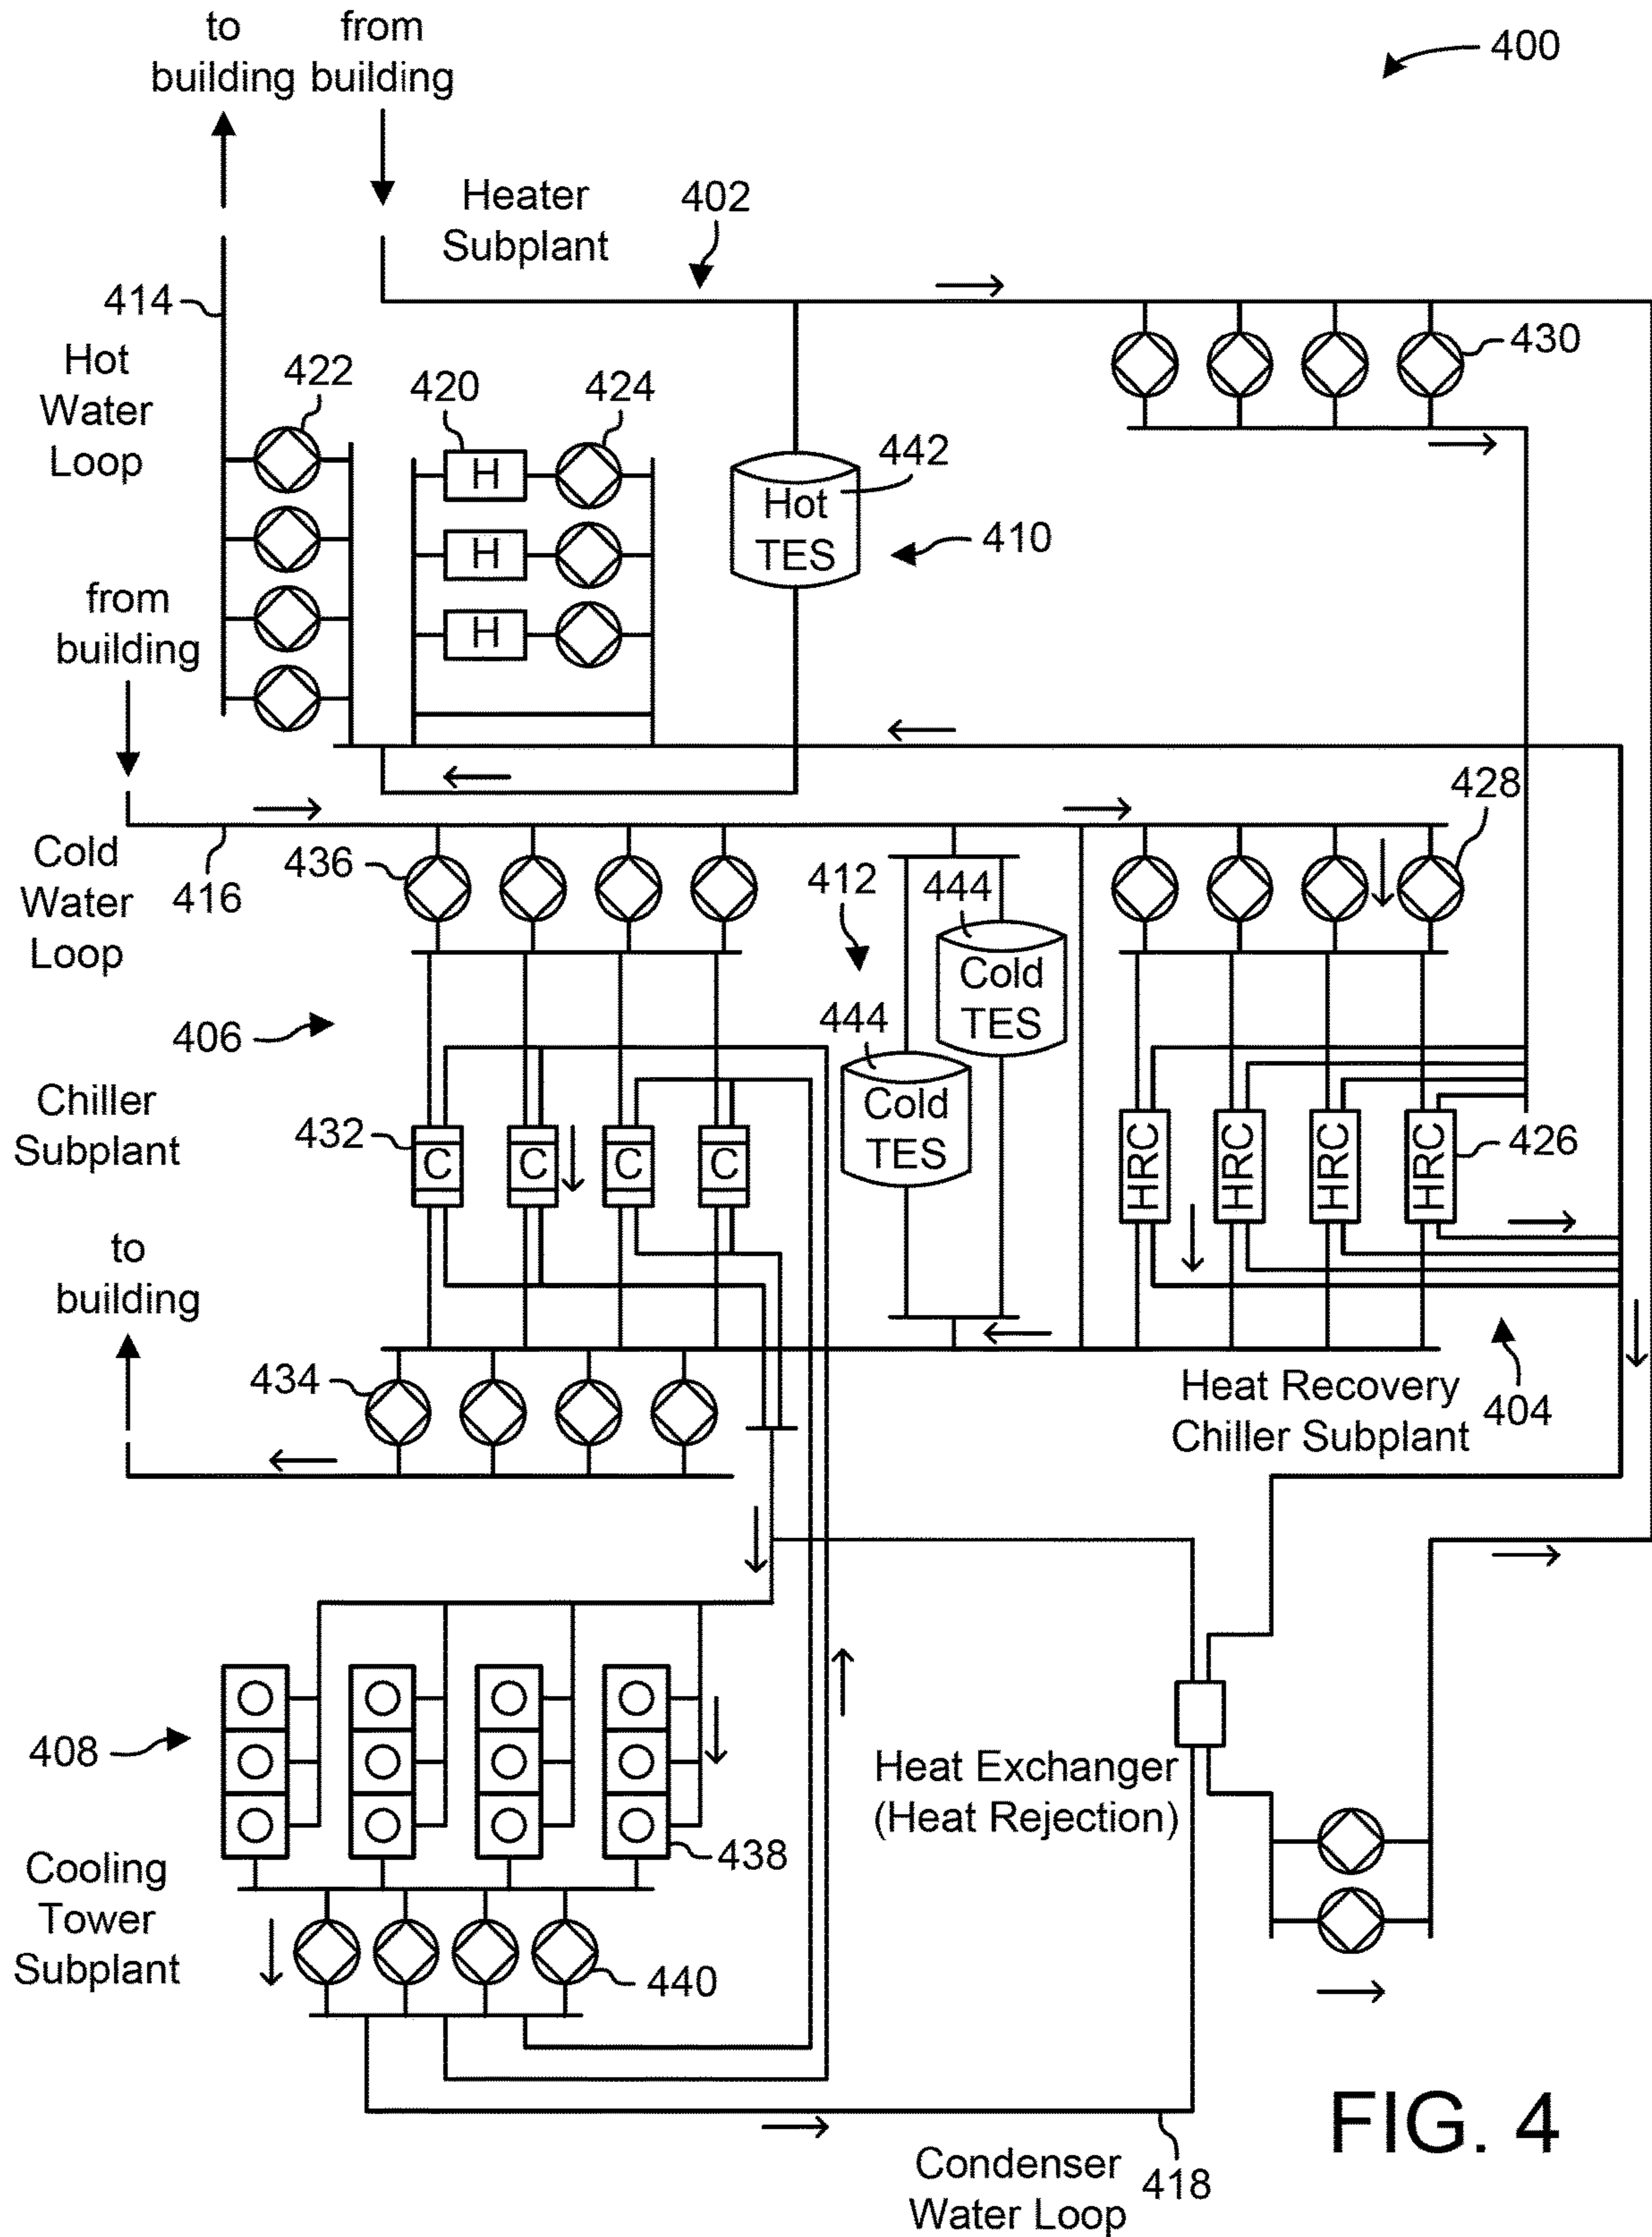 to from
building building
400
Heater
Subplant
402
414
Hot
Water
Loop
422
420
424
430
H
H
H
Hot
TES
442
410
from
building
428
Cold
Water
Loop
416
436
412
444
Cold
TES
444
Cold
TES
406
Chiller
Subplant
432
C
C
C
C
HRC
HRC
HRC
HRC
426
to
building
434
Heat Recovery
Chiller Subplant
404
408
Heat Exchanger
(Heat Rejection)
438
Cooling
Tower
Subplant
440
Condenser
Water Loop
418
FIG. 4